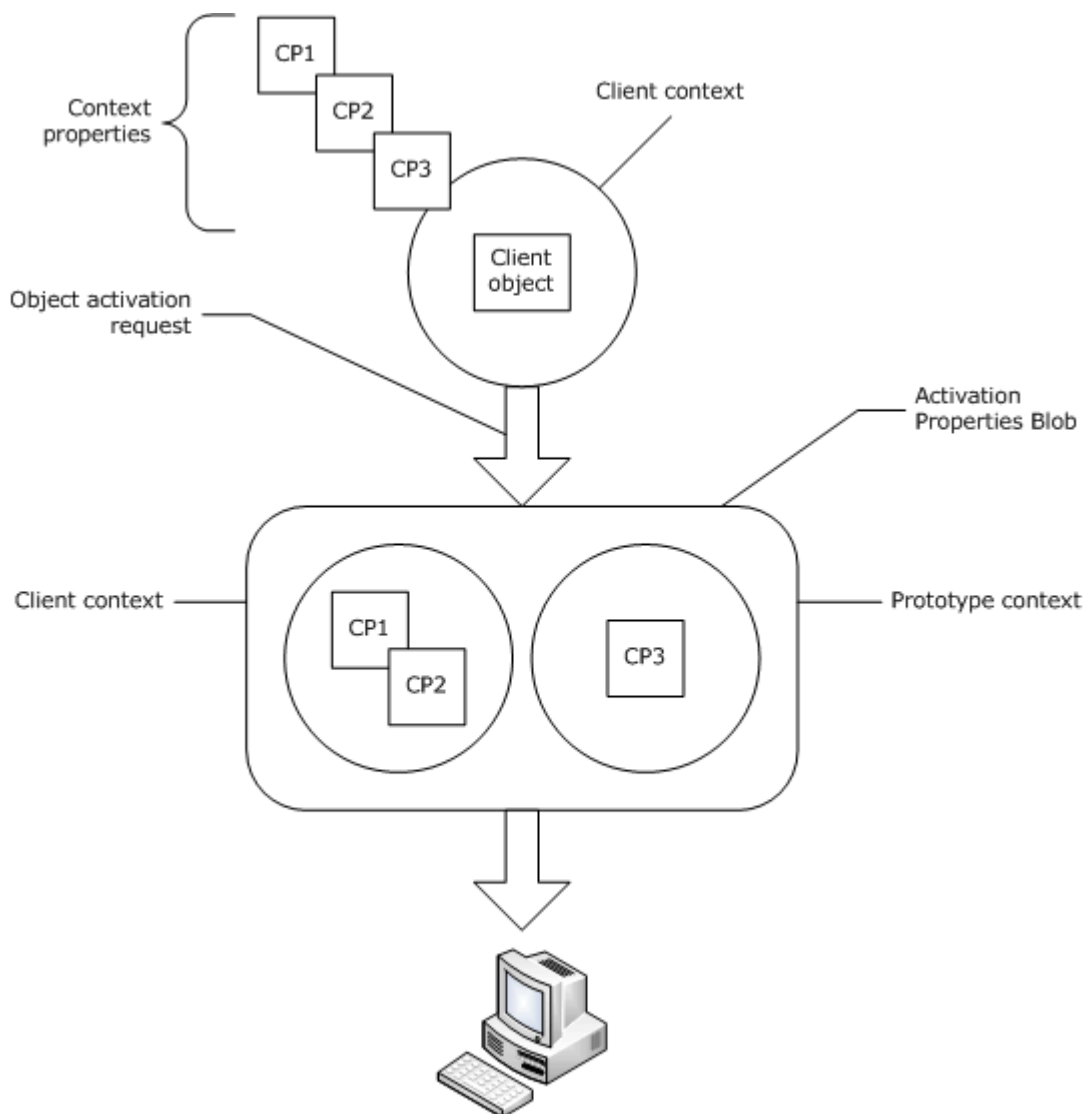 CP1
CP2
CP3
Context
properties
Client context
Client
object
Object activation
request
Activation
Properties Blob
Client context
CP1
CP2
CP3
Prototype context